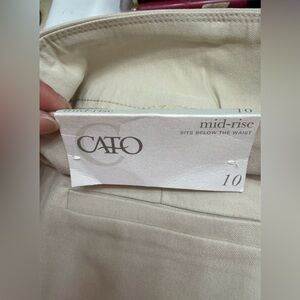 10
mid-rise
SITS BELOW THE WAIST
CATO
10